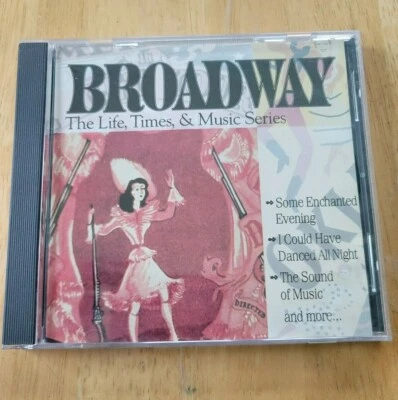 BROADWAY
The Life, Times, & Music Series
➻Some Enchanted
Evening
➻I Could Have
Danced All Night
➻The Sound
of Music
and more...
DIRECTED